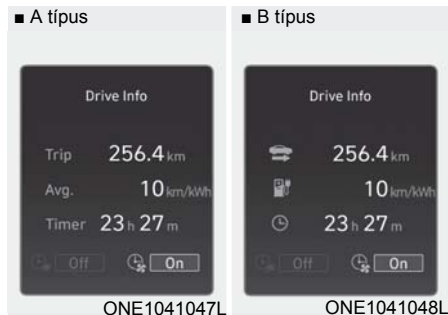 ■ A típus
Drive Info
Trip 256.4 km
Avg. 10 km/kWh
Timer 23 h 27 m
Off On
ONE1041047L
■ B típus
Drive Info
256.4 km
10 km/kWh
23 h 27 m
Off On
ONE1041048L